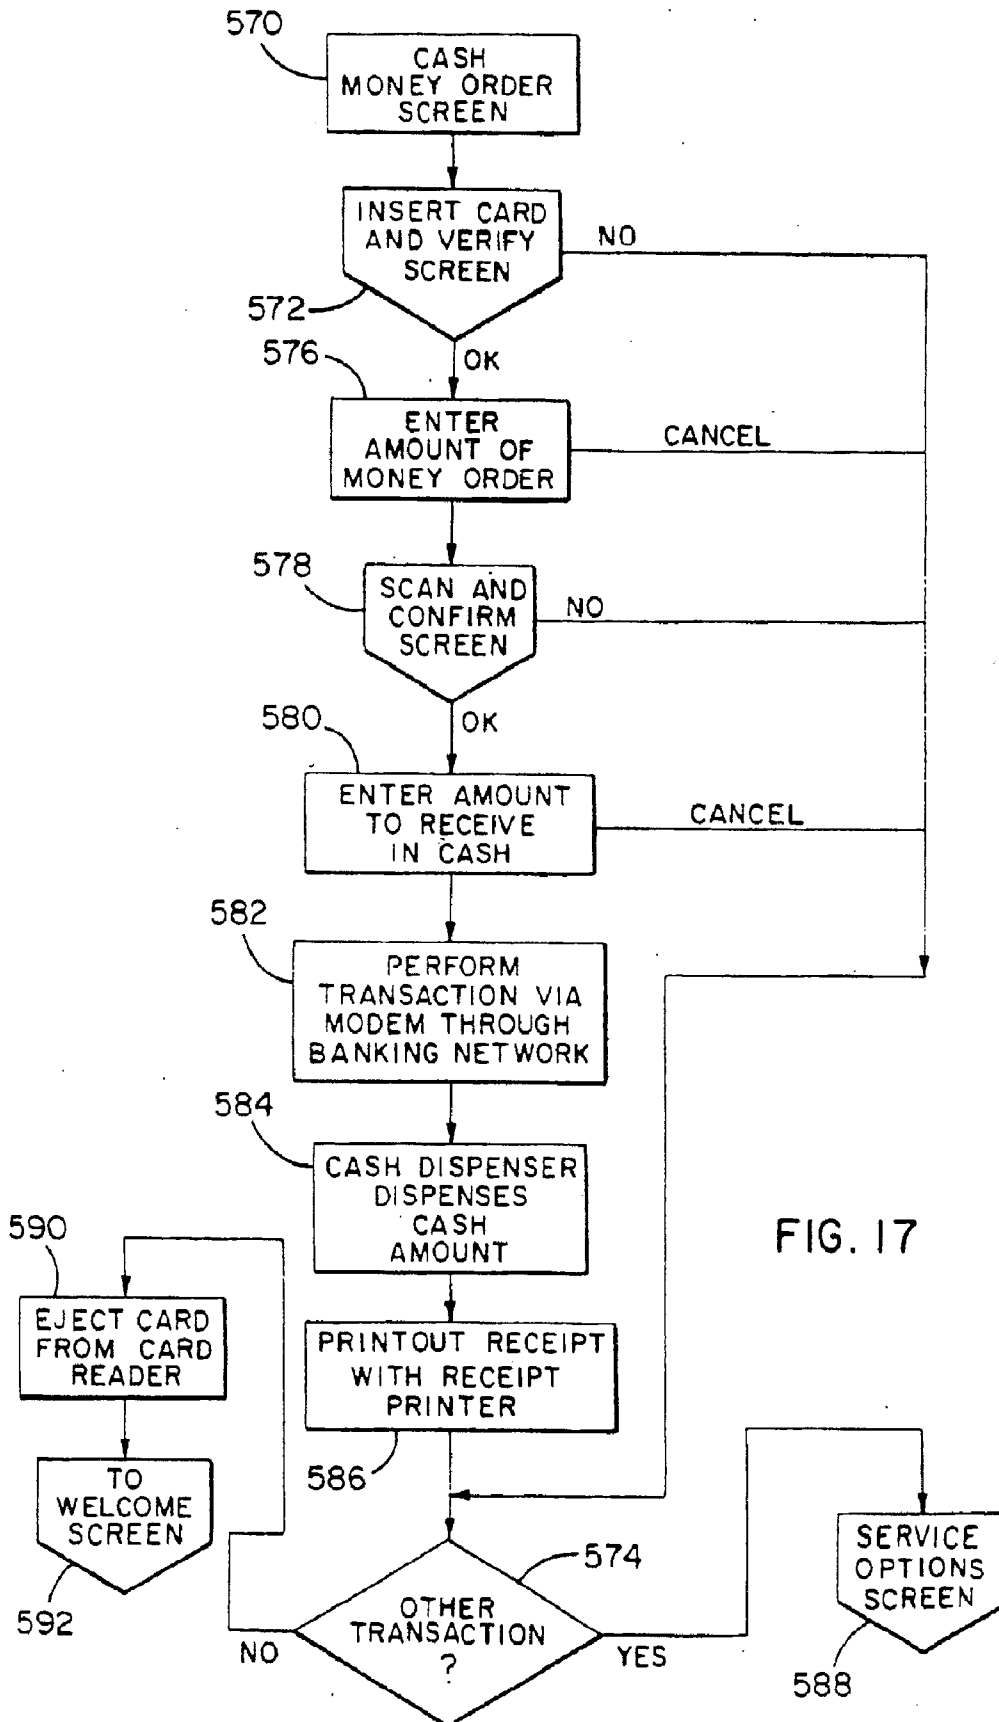 570
CASH
MONEY ORDER
SCREEN
INSERT CARD
AND VERIFY
SCREEN
NO
572
OK
576
ENTER
AMOUNT OF
MONEY ORDER
CANCEL
578
SCAN AND
CONFIRM
SCREEN
NO
OK
580
ENTER AMOUNT
TO RECEIVE
IN CASH
CANCEL
582
PERFORM
TRANSACTION VIA
MODEM THROUGH
BANKING NETWORK
584
CASH DISPENSER
DISPENSES
CASH
AMOUNT
FIG. 17
590
EJECT CARD
FROM CARD
READER
PRINTOUT RECEIPT
WITH RECEIPT
PRINTER
586
TO
WELCOME
SCREEN
592
574
OTHER
TRANSACTION
?
NO
YES
SERVICE
OPTIONS
SCREEN
588